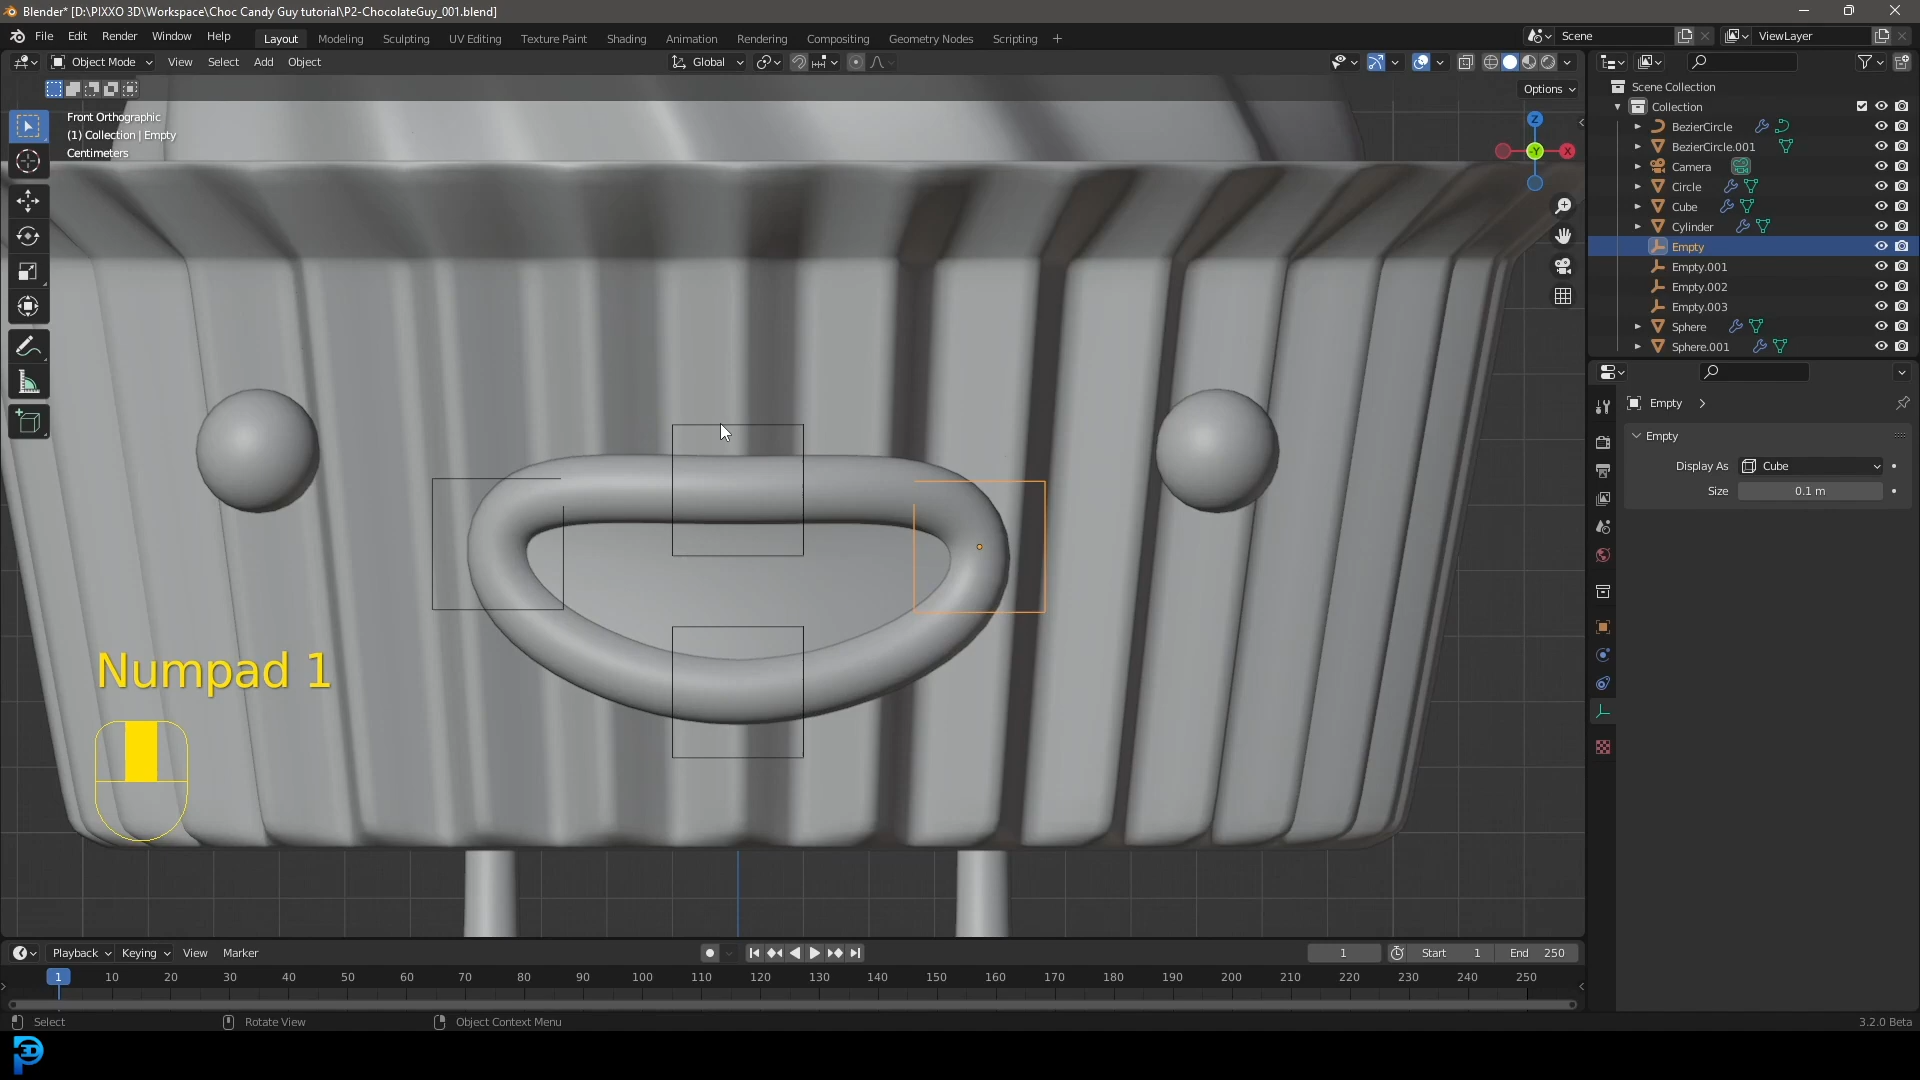 Blender* [D:\PIXXO 3D\Workspace\Choc Candy Guy tutorial\P2-ChocolateGuy_001.blend]
File Edit Render Window Help Layout Modeling Sculpting UV Editing Texture Paint Shading Animation Rendering Compositing Geometry Nodes Scripting + Scene ViewLayer
Object Mode View Select Add Object Global
Options
Front Orthographic
(1) Collection | Empty
Centimeters
Z
X
-Y
Scene Collection
Collection
BezierCircle
BezierCircle.001
Camera
Circle
Cube
Cylinder
Empty
Empty.001
Empty.002
Empty.003
Sphere
Sphere.001
Empty
Empty
Display As Cube
Size 0.1 m
Numpad 1
Playback Keying View Marker 1 Start 1 End 250
1 10 20 30 40 50 60 70 80 90 100 110 120 130 140 150 160 170 180 190 200 210 220 230 240 250
Select Rotate View Object Context Menu 3.2.0 Beta
3D